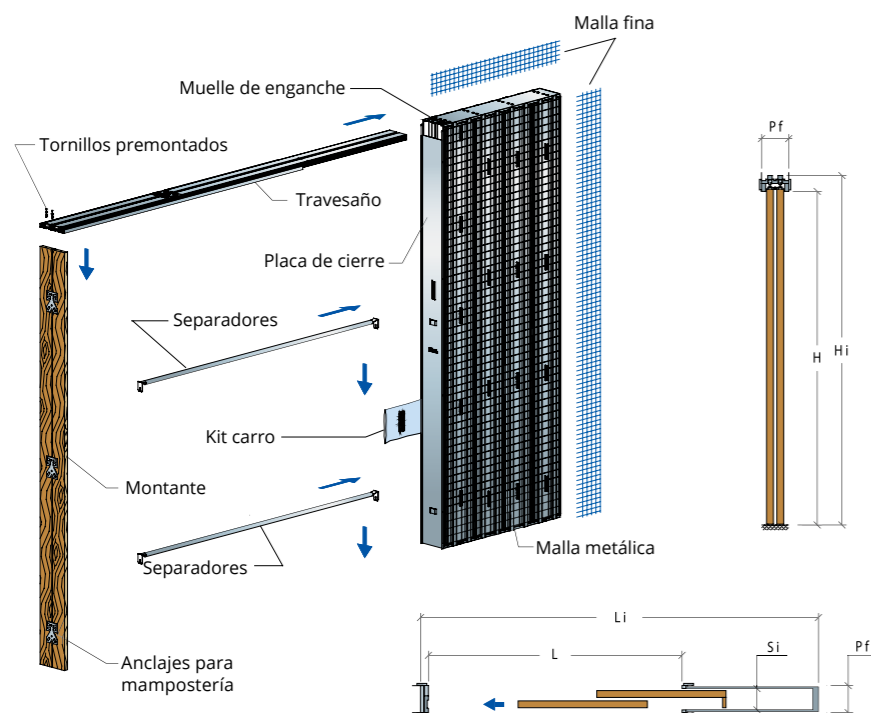 Malla fina
Muelle de enganche
Pf
Tornillos premontados
Travesaño
Placa de cierre
Separadores
H
Hi
Kit carro
Montante
Malla metálica
Separadores
Li
L
Si
Pf
Anclajes para
mampostería